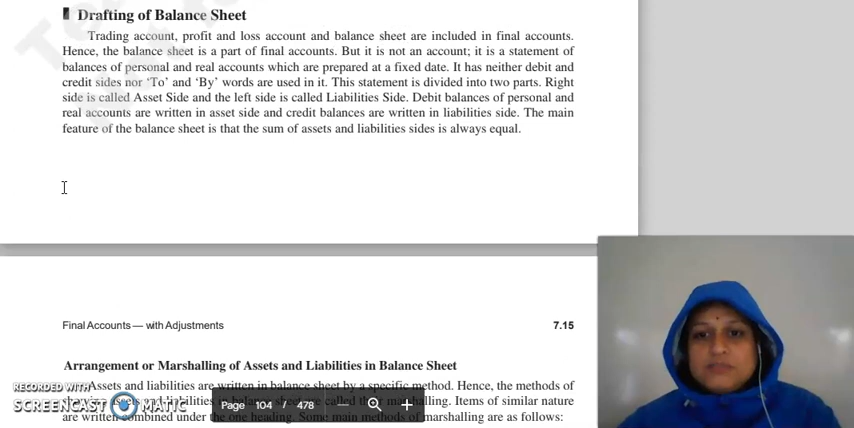 Drafting of Balance Sheet
Trading account, profit and loss account and balance sheet are included in final accounts.
Hence, the balance sheet is a part of final accounts. But it is not an account; it is a statement of
balances of personal and real accounts which are prepared at a fixed date. It has neither debit and
credit sides nor ‘To’ and ‘By’ words are used in it. This statement is divided into two parts. Right
side is called Asset Side and the left side is called Liabilities Side. Debit balances of personal and
real accounts are written in asset side and credit balances are written in liabilities side. The main
feature of the balance sheet is that the sum of assets and liabilities sides is always equal.
Final Accounts — with Adjustments 7.15
Arrangement or Marshalling of Assets and Liabilities in Balance Sheet
Assets and liabilities are written in balance sheet by a specific method. Hence, the methods of
assets and liabilities in balance sheet are called marshalling. Items of similar nature
are written combined under the one heading. Some main methods of marshalling are as follows:
RECORDED WITH
SCREENCAST MATIC
Page 104 / 478